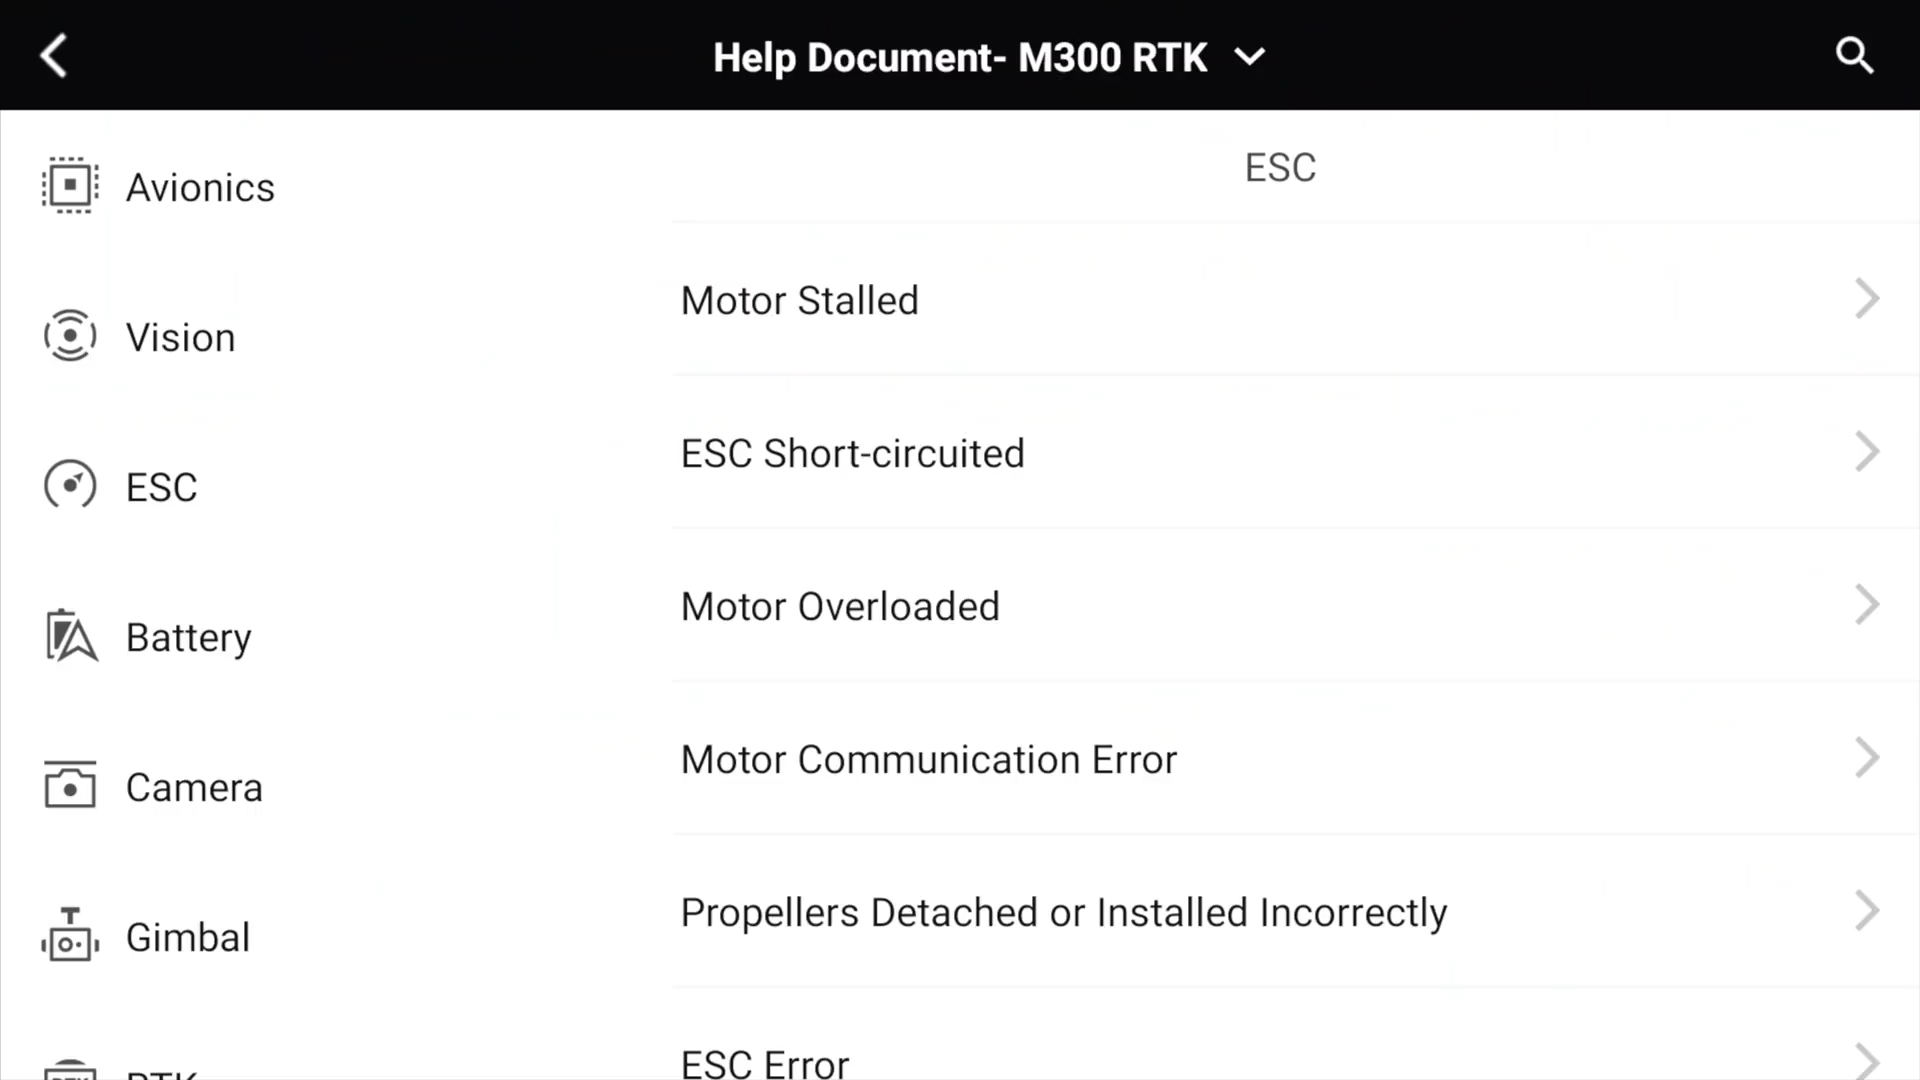 Help Document- M300 RTK
Avionics
Vision
ESC
Battery
Camera
Gimbal
RTK
ESC
Motor Stalled
ESC Short-circuited
Motor Overloaded
Motor Communication Error
Propellers Detached or Installed Incorrectly
ESC Error